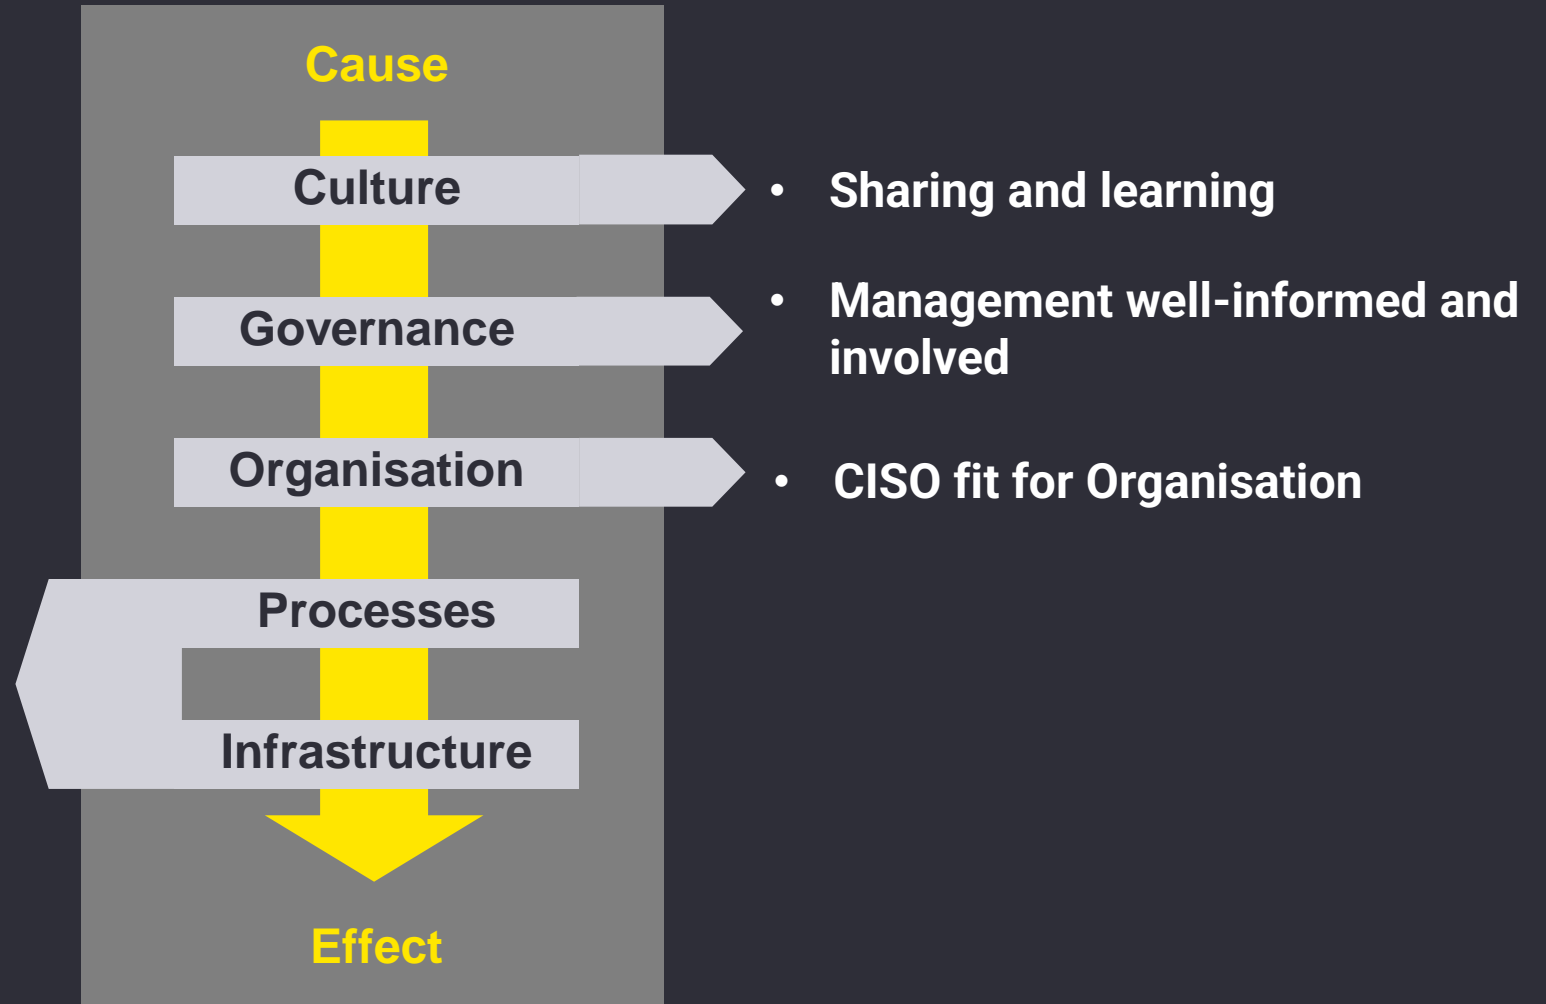 Cause
Culture
• Sharing and learning
Governance
• Management well-informed and
involved
Organisation
• CISO fit for Organisation
Processes
Infrastructure
Effect